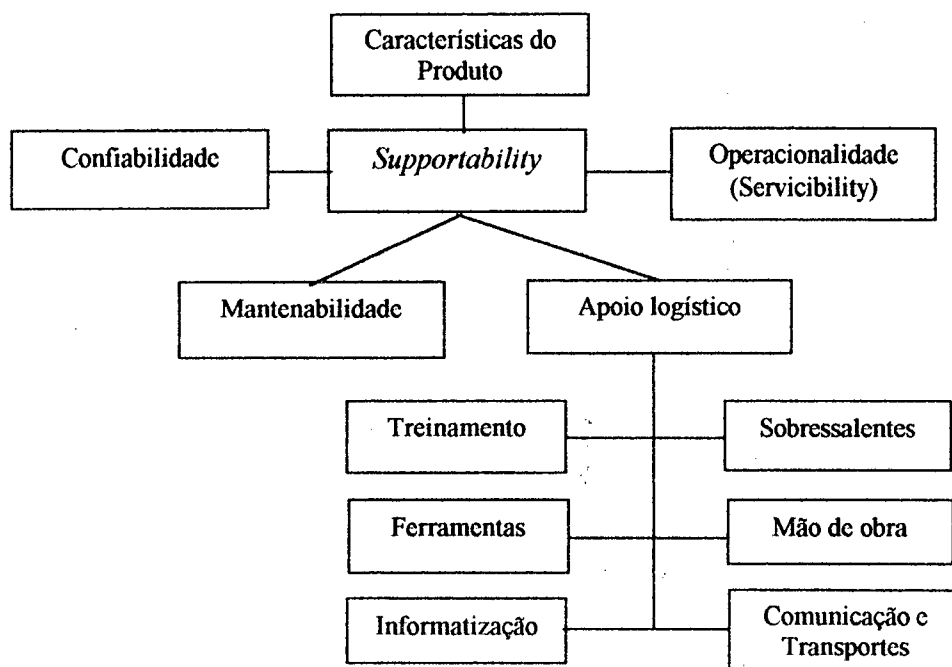 Características do
Produto
Confiabilidade
Supportability
Operacionalidade
(Servicibility)
Mantenabilidade
Apoio logístico
Treinamento
Sobressalentes
Ferramentas
Mão de obra
Informatização
Comunicação e
Transportes